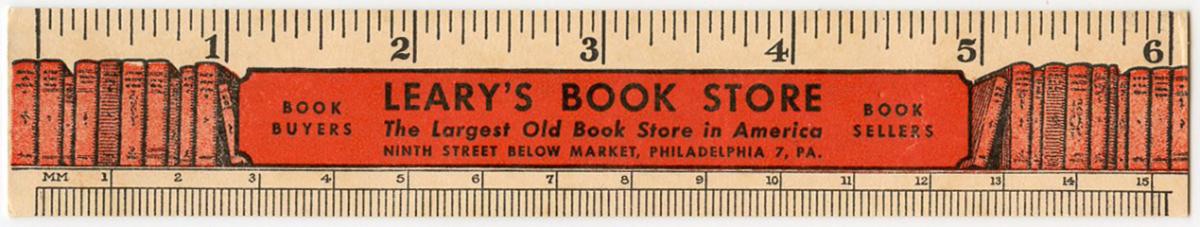 1 2 3 4 5 6
BOOK BUYERS
LEARY'S BOOK STORE
The Largest Old Book Store in America
NINTH STREET BELOW MARKET, PHILADELPHIA 7, PA.
BOOK SELLERS
MM 1 2 3 4 5 6 7 8 9 10 11 12 13 14 15